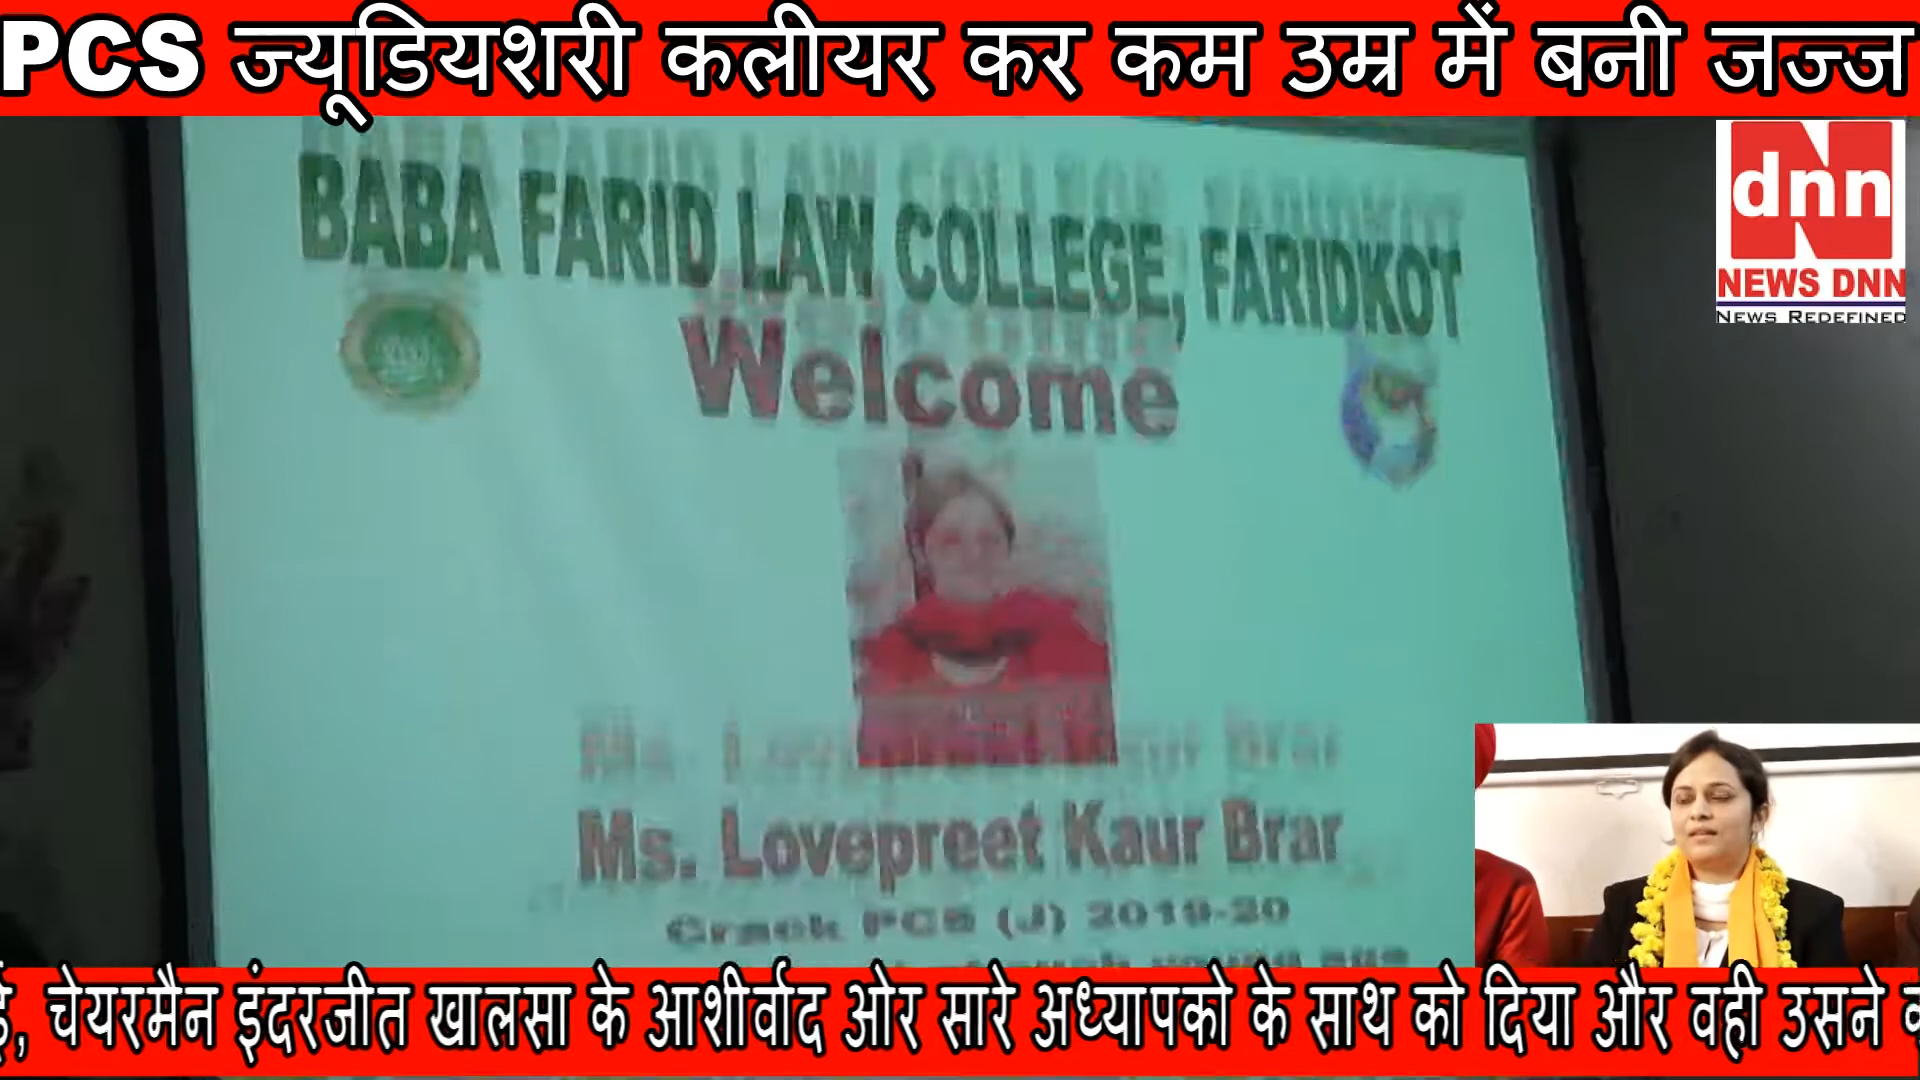 PCS ज्यूडियशरी कलीयर कर कम उम्र में बनी जज्ज
dnn
NEWS DNN
NEWS REDEFINED
BABA FARID LAW COLLEGE, FARIDKOT
Welcome
Ms. Lovepreet Kaur Brar
Crack PCS (J) 2019-20
चेयरमैन इंदरजीत खालसा के आशीर्वाद ओर सारे अध्यापको के साथ को दिया और वही उसने